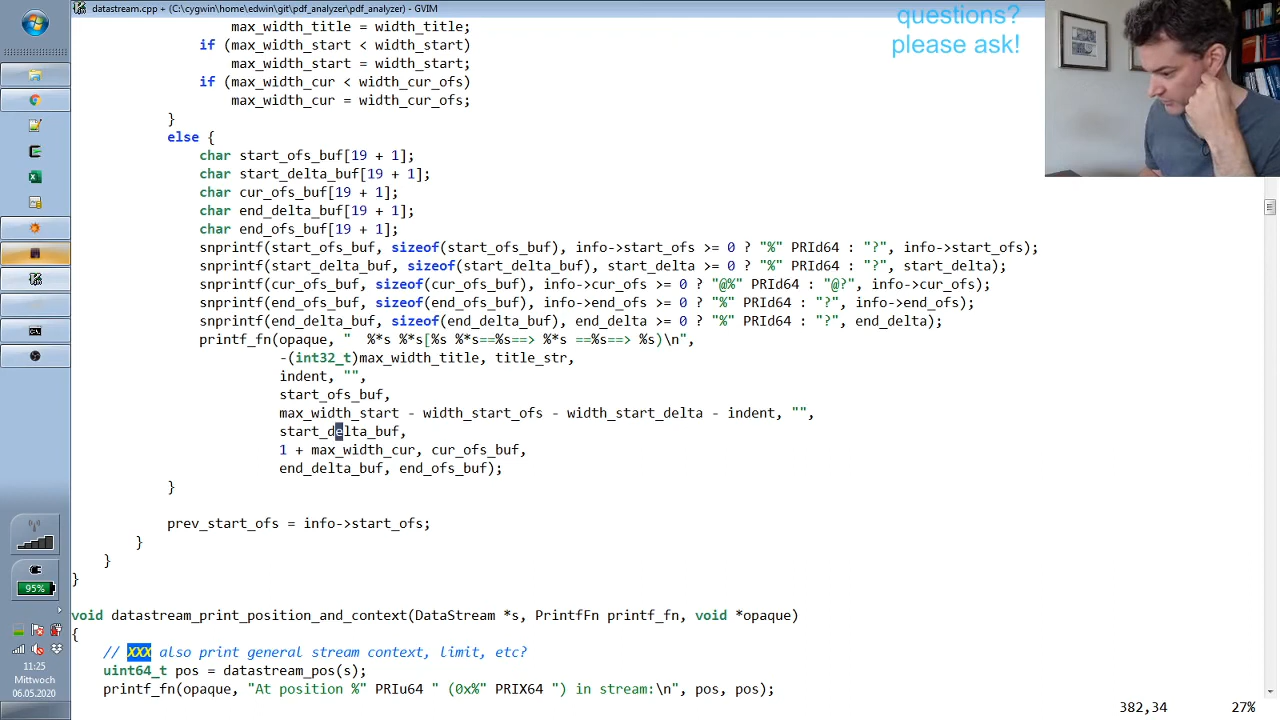 datastream.cpp + (C:\cygwin\home\edwin\git\pdf_analyzer\pdf_analyzer) - GVIM
questions?
please ask!
max_width_title = width_title;
if (max_width_start < width_start)
max_width_start = width_start;
if (max_width_cur < width_cur_ofs)
max_width_cur = width_cur_ofs;
}
else {
char start_ofs_buf[19 + 1];
char start_delta_buf[19 + 1];
char cur_ofs_buf[19 + 1];
char end_delta_buf[19 + 1];
char end_ofs_buf[19 + 1];
snprintf(start_ofs_buf, sizeof(start_ofs_buf), info->start_ofs >= 0 ? "%" PRId64 : "?", info->start_ofs);
snprintf(start_delta_buf, sizeof(start_delta_buf), start_delta >= 0 ? "%" PRId64 : "?", start_delta);
snprintf(cur_ofs_buf, sizeof(cur_ofs_buf), info->cur_ofs >= 0 ? "@%" PRId64 : "@?", info->cur_ofs);
snprintf(end_ofs_buf, sizeof(end_ofs_buf), info->end_ofs >= 0 ? "%" PRId64 : "?", info->end_ofs);
snprintf(end_delta_buf, sizeof(end_delta_buf), end_delta >= 0 ? "%" PRId64 : "?", end_delta);
printf_fn(opaque, "  %*s %*s[%s %*s==%s==> %*s ==%s==> %s)\n",
-(int32_t)max_width_title, title_str,
indent, "",
start_ofs_buf,
max_width_start - width_start_ofs - width_start_delta - indent, "",
start_delta_buf,
1 + max_width_cur, cur_ofs_buf,
end_delta_buf, end_ofs_buf);
}
prev_start_ofs = info->start_ofs;
}
}
}
void datastream_print_position_and_context(DataStream *s, PrintfFn printf_fn, void *opaque)
{
// XXX also print general stream context, limit, etc?
uint64_t pos = datastream_pos(s);
printf_fn(opaque, "At position %" PRIu64 " (0x%" PRIX64 ") in stream:\n", pos, pos);
382,34 27%
95%
11:25
Mittwoch
06.05.2020